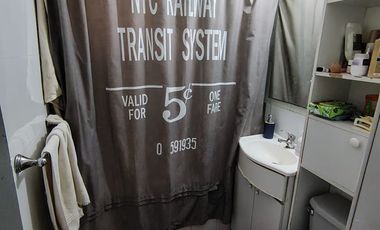 NYC RAILWAY
TRANSIT SYSTEM
VALID FOR 5¢ ONE FARE
0 591935